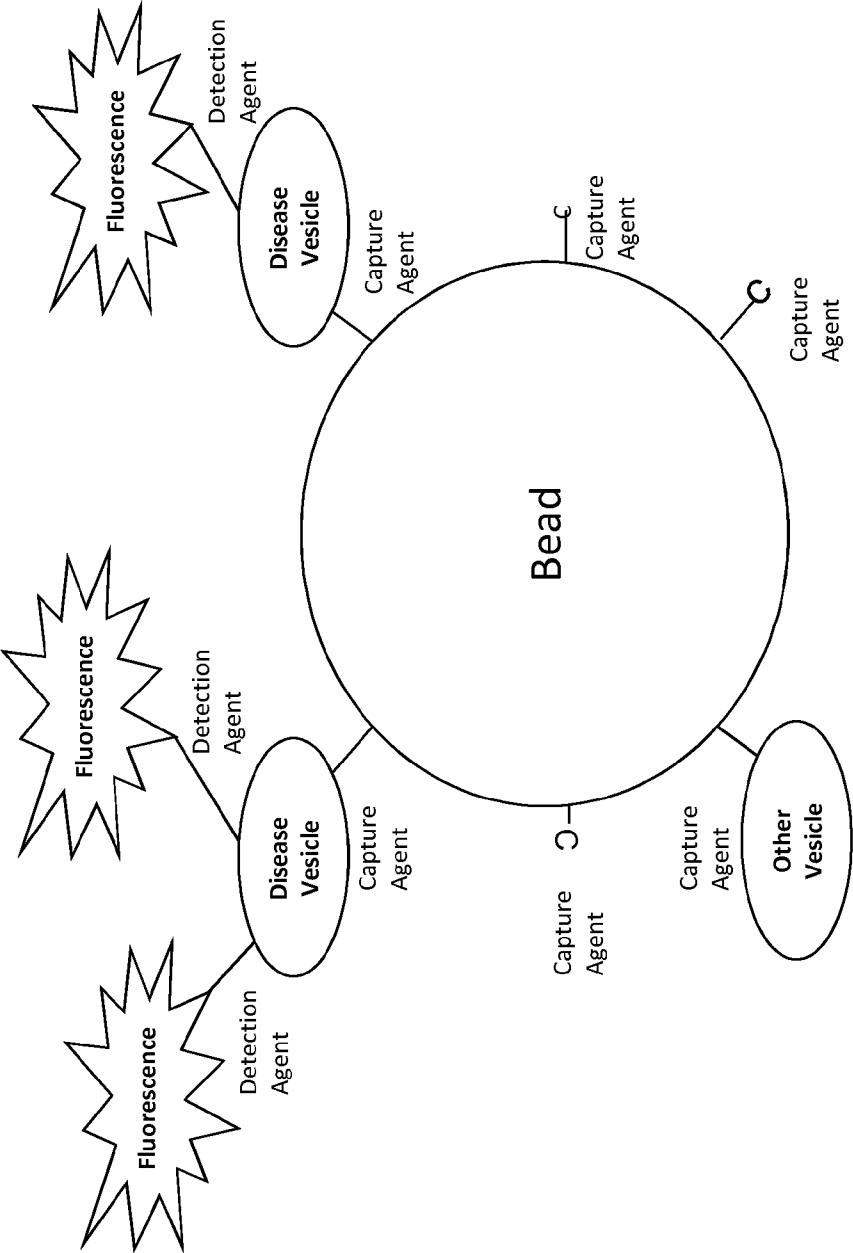 Fluorescence
Fluorescence
Fluorescence
Detection
Agent
Detection
Agent
Detection
Agent
Disease
Vesicle
Disease
Vesicle
Capture
Agent
Capture
Agent
Bead
Capture
Agent
Capture
Agent
Capture
Agent
Capture
Agent
Other
Vesicle